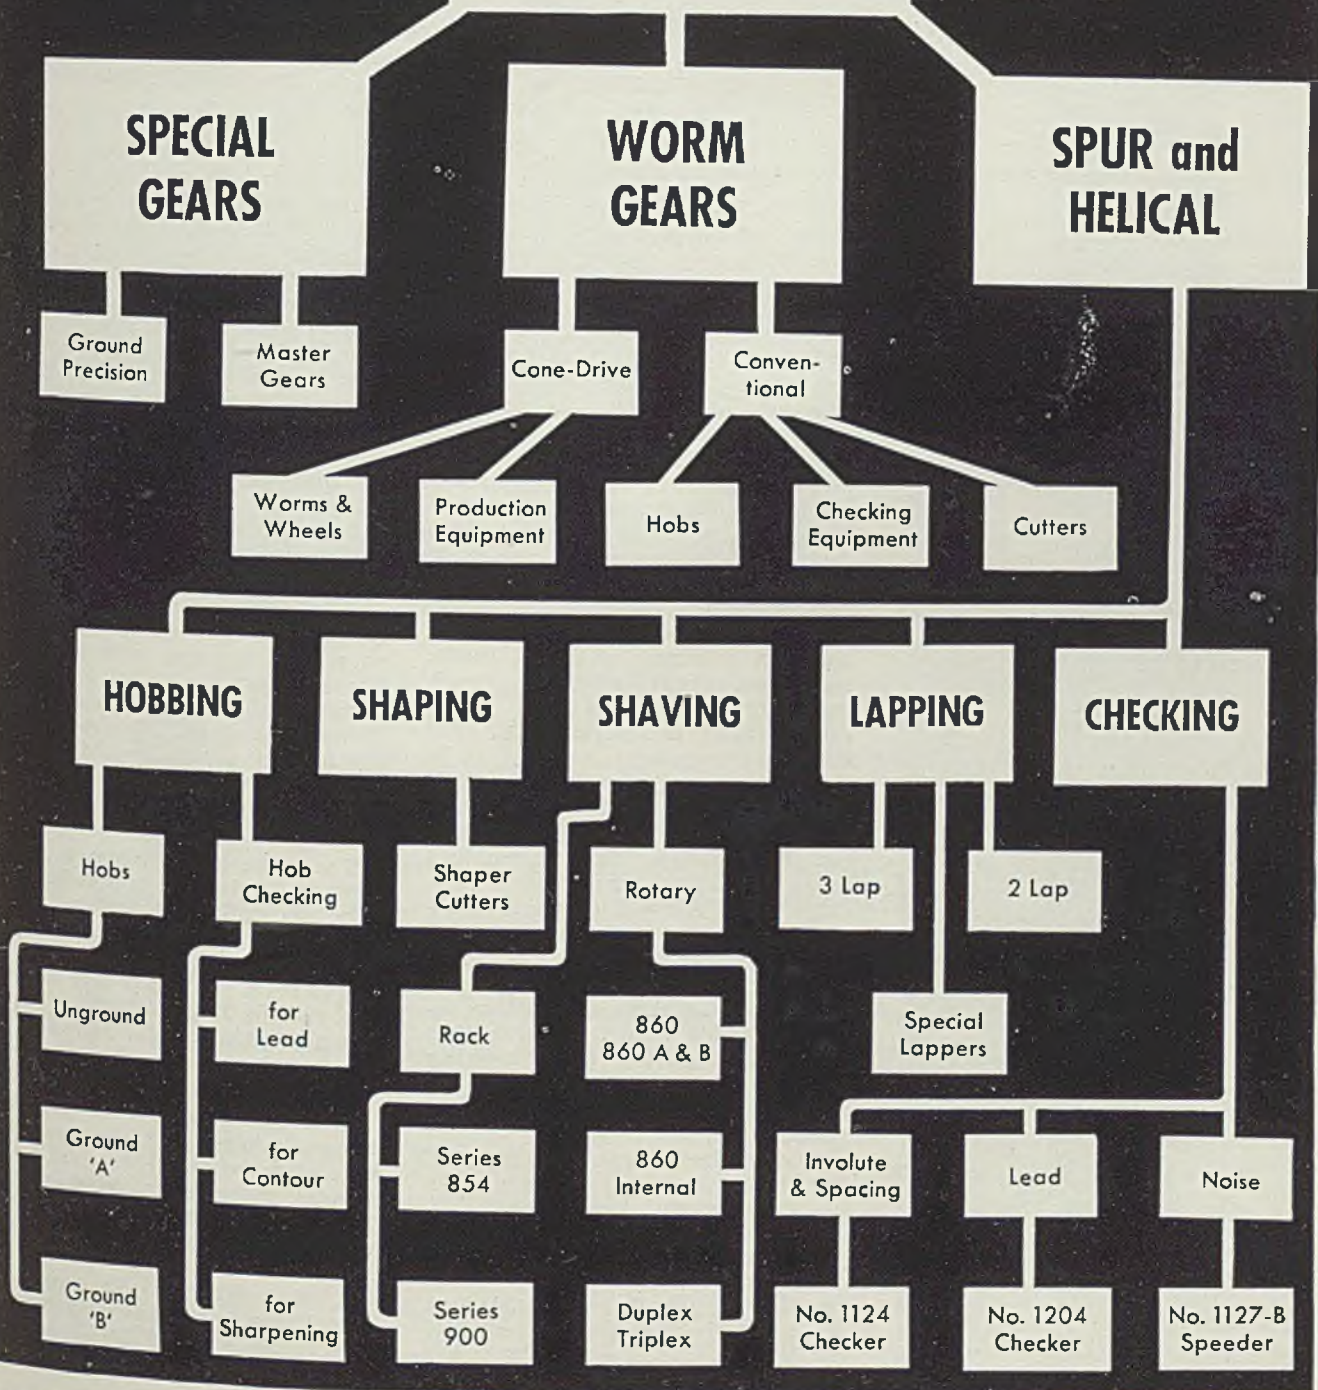 SPECIAL
GEARS
WORM
GEARS
SPUR and
HELICAL
Ground
Precision
Master
Gears
Cone-Drive
Conven-
tional
Worms &
Wheels
Production
Equipment
Hobs
Checking
Equipment
Cutters
HOBBING
SHAPING
SHAVING
LAPPING
CHECKING
Hobs
Hob
Checking
Shaper
Cutters
Rotary
3 Lap
2 Lap
Unground
for
Lead
Rack
860
860 A & B
Special
Lappers
Ground
'A'
for
Contour
Series
854
860
Internal
Involute
& Spacing
Lead
Noise
Ground
'B'
for
Sharpening
Series
900
Duplex
Triplex
No. 1124
Checker
No. 1204
Checker
No. 1127-B
Speeder